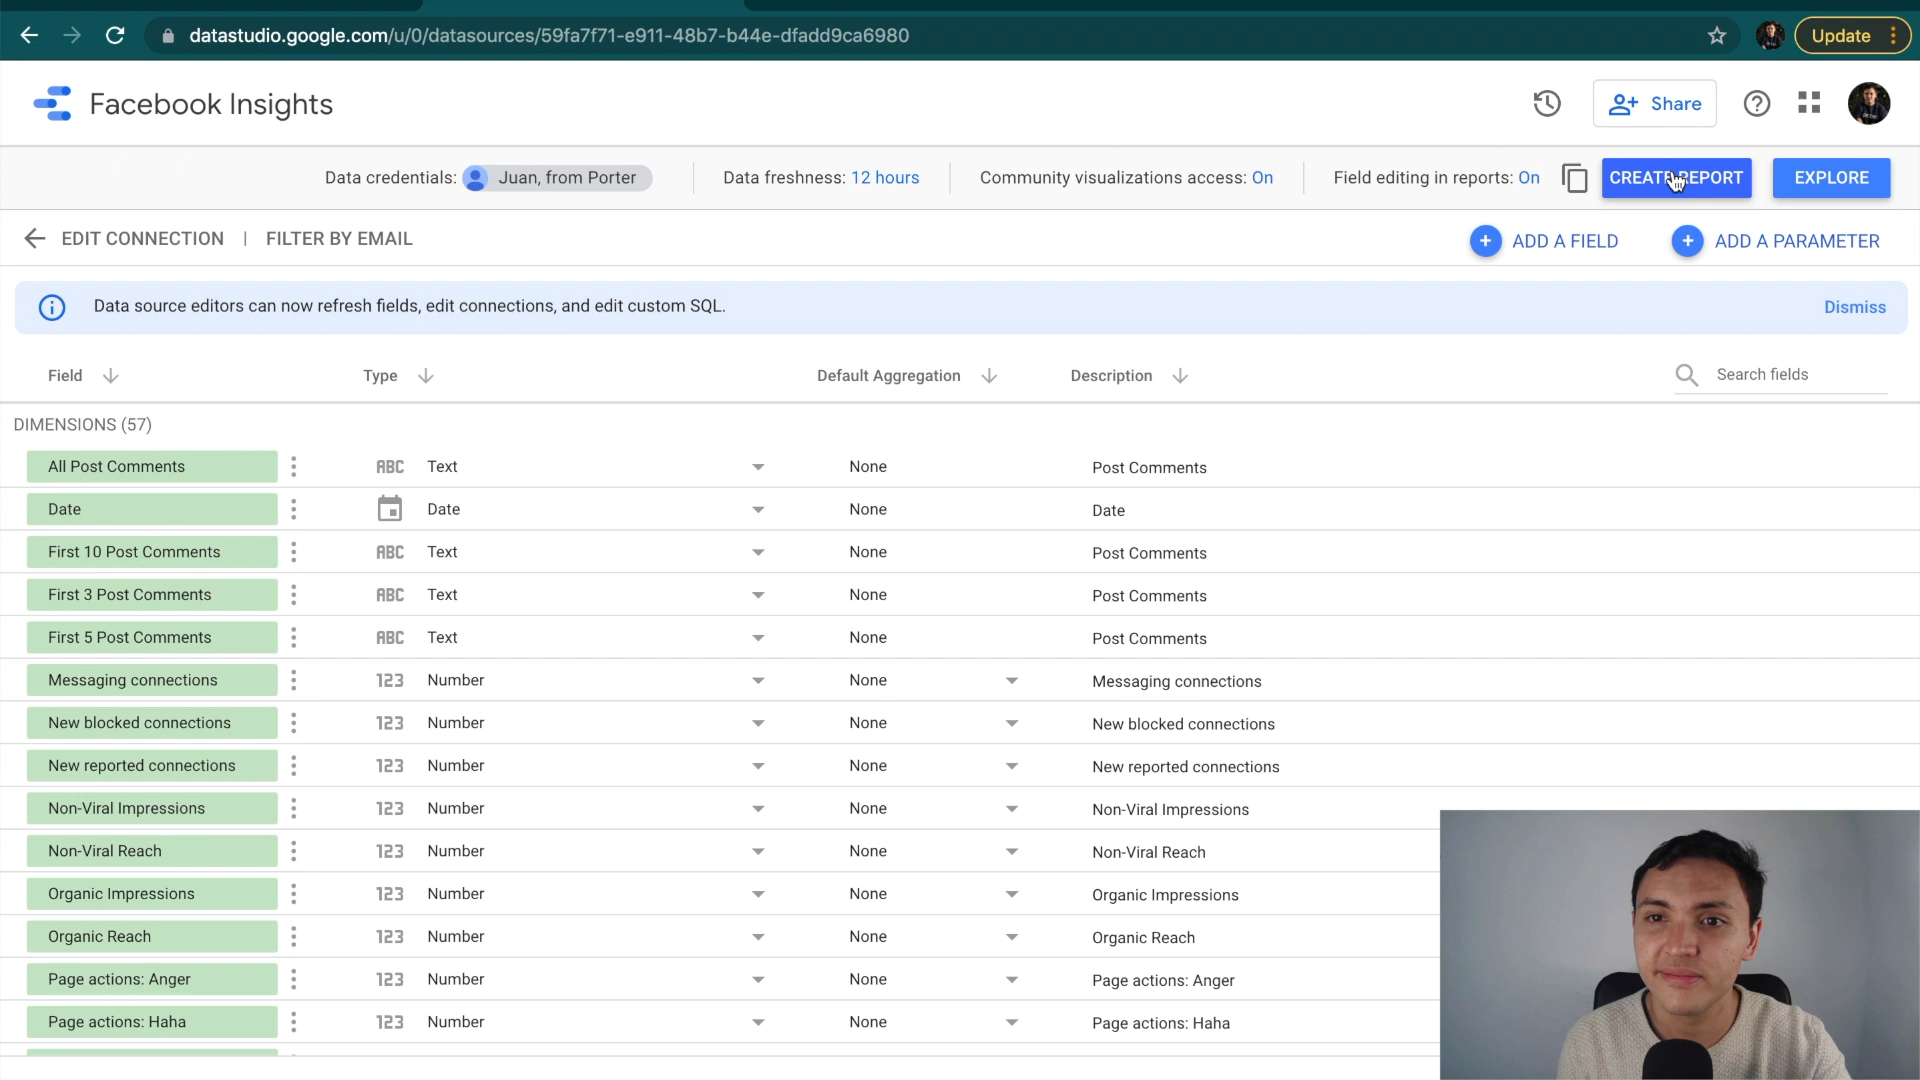 datastudio.google.com/u/0/datasources/59fa7f71-e911-48b7-b44e-dfadd9ca6980
Update
Facebook Insights
Share
Data credentials: Juan, from Porter
Data freshness: 12 hours
Community visualizations access: On
Field editing in reports: On
CREATE REPORT
EXPLORE
EDIT CONNECTION | FILTER BY EMAIL
ADD A FIELD
ADD A PARAMETER
Data source editors can now refresh fields, edit connections, and edit custom SQL.
Dismiss
Field Type Default Aggregation Description Search fields
DIMENSIONS (57)
All Post Comments ABC Text None Post Comments
Date Date None Date
First 10 Post Comments ABC Text None Post Comments
First 3 Post Comments ABC Text None Post Comments
First 5 Post Comments ABC Text None Post Comments
Messaging connections 123 Number None Messaging connections
New blocked connections 123 Number None New blocked connections
New reported connections 123 Number None New reported connections
Non-Viral Impressions 123 Number None Non-Viral Impressions
Non-Viral Reach 123 Number None Non-Viral Reach
Organic Impressions 123 Number None Organic Impressions
Organic Reach 123 Number None Organic Reach
Page actions: Anger 123 Number None Page actions: Anger
Page actions: Haha 123 Number None Page actions: Haha